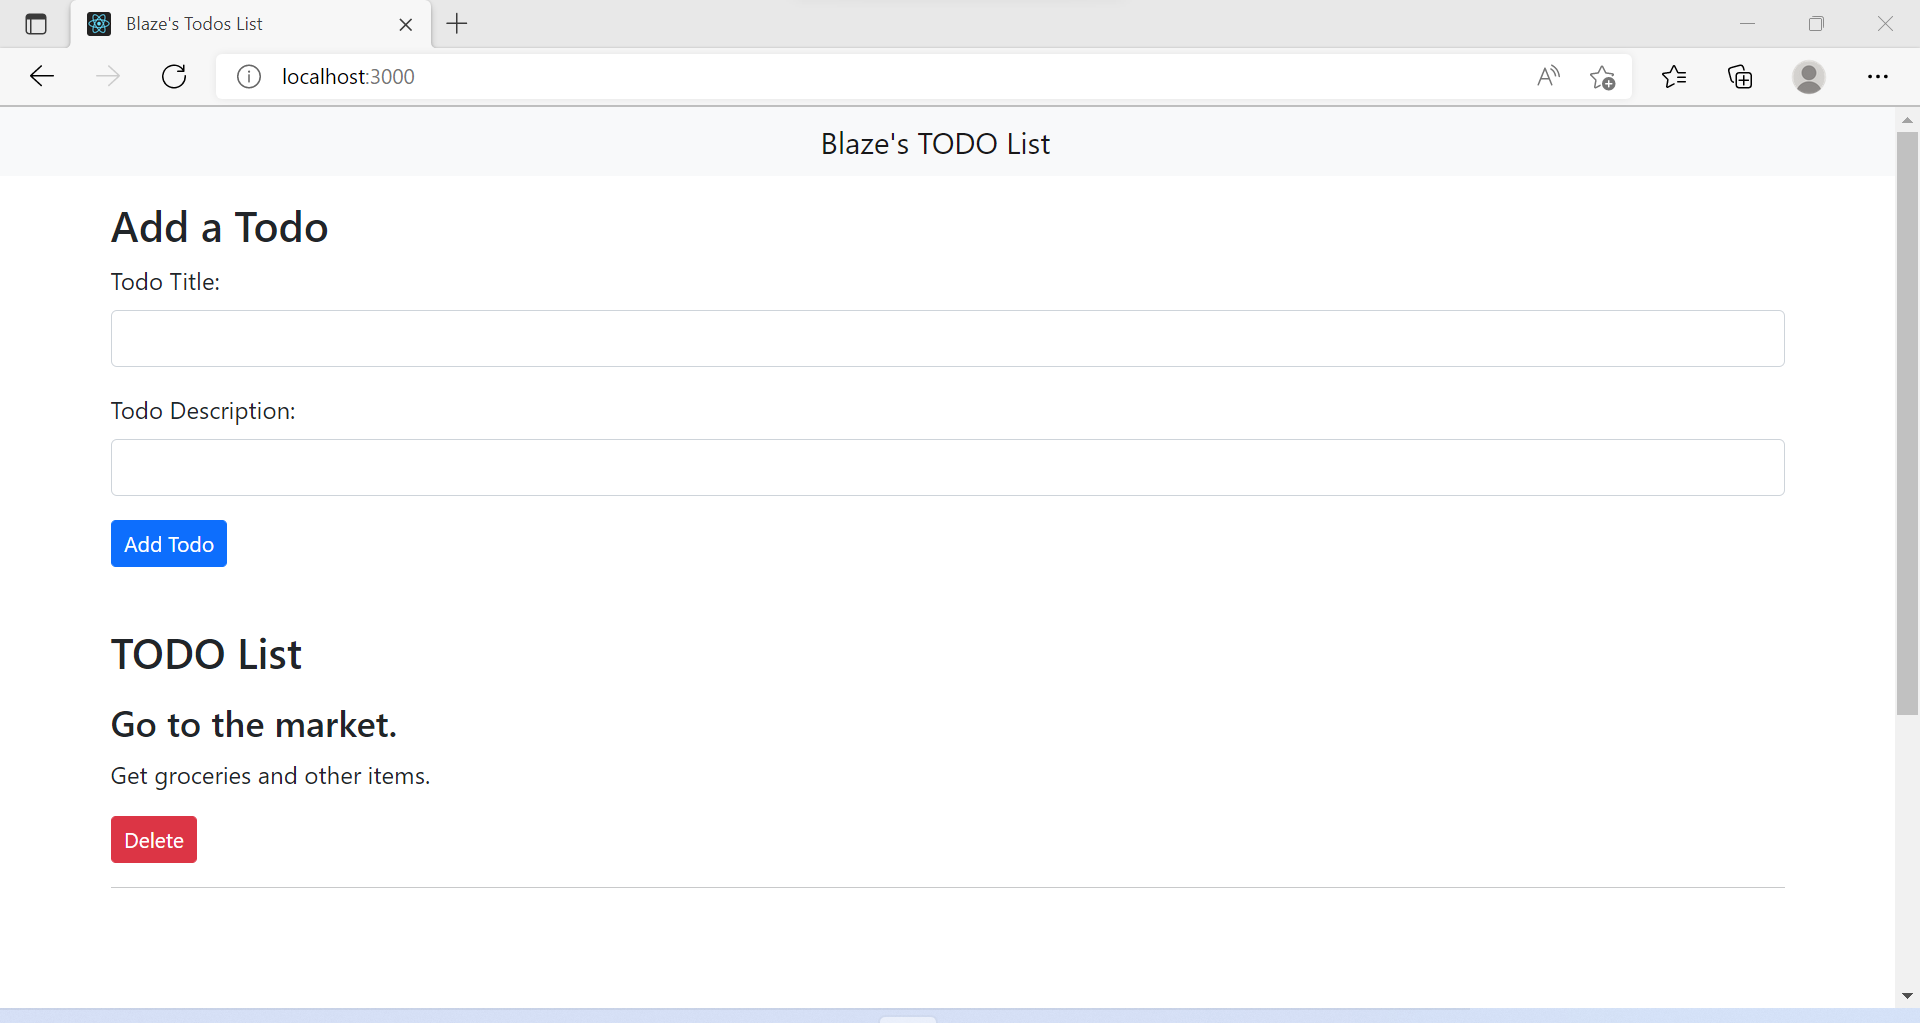 Blaze's Todos List
localhost:3000
Blaze's TODO List
Add a Todo
Todo Title:
Todo Description:
Add Todo
TODO List
Go to the market.
Get groceries and other items.
Delete